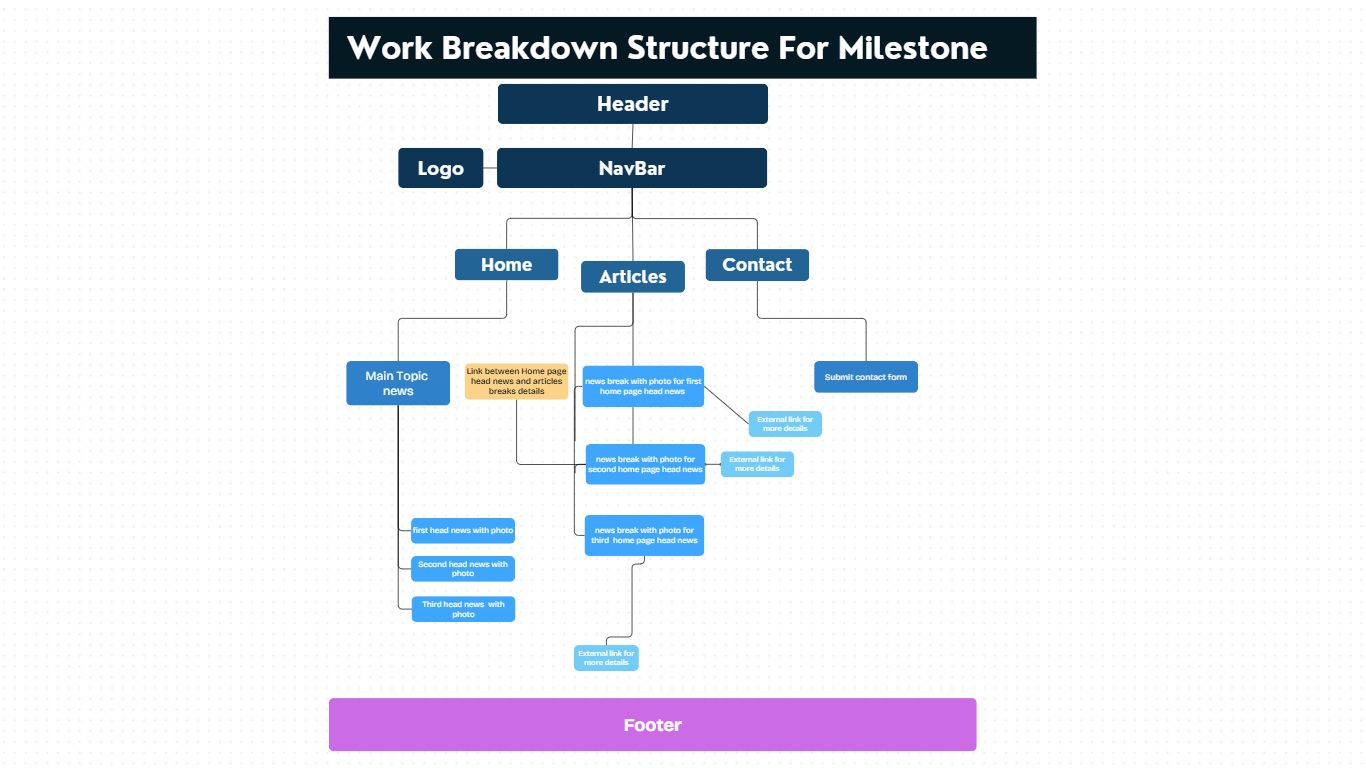 Work Breakdown Structure For Milestone
Header
Logo
NavBar
Home
Articles
Contact
Main Topic
news
Link between Home page
head news and articles
breaks details
news break with photo for first
home page head news
Submit contact form
External link for
more details
news break with photo for
second home page head news
External link for
more details
first head news with photo
Second head news with
photo
Third head news with
photo
news break with photo for
third home page head news
External link for
more details
Footer